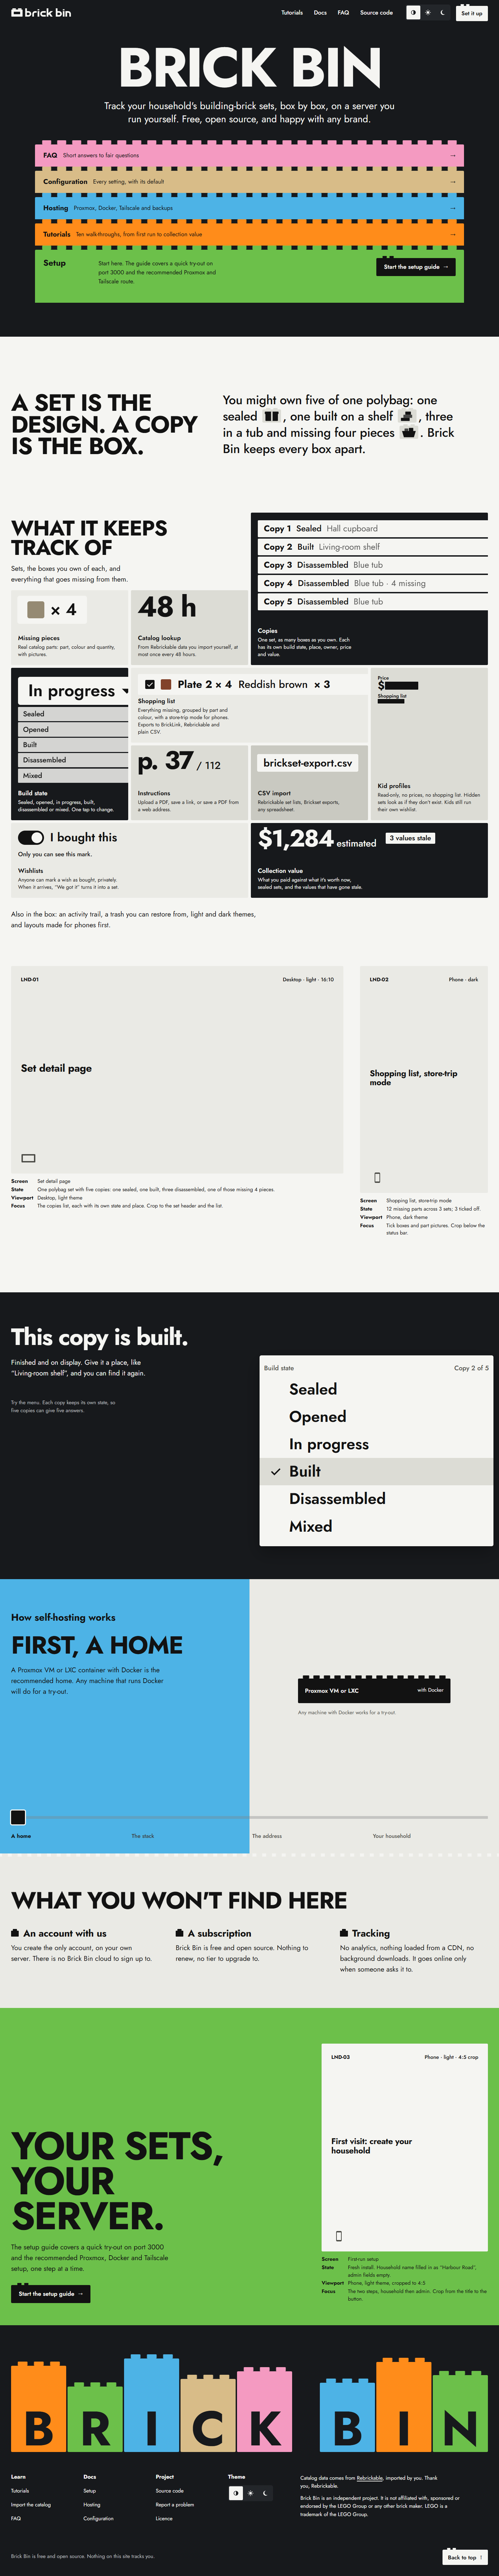 brick bin
Tutorials Docs FAQ Source code Set it up
BRICK BIN
Track your household's building-brick sets, box by box, on a server you
run yourself. Free, open source, and happy with any brand.
FAQ Short answers to fair questions →
Configuration Every setting, with its default →
Hosting Proxmox, Docker, Tailscale and backups →
Tutorials Ten walk-throughs, from first run to collection value →
Setup
Start here. The guide covers a quick try-out on
port 3000 and the recommended Proxmox and
Tailscale route.
Start the setup guide →
A SET IS THE
DESIGN. A COPY
IS THE BOX.
You might own five of one polybag: one
sealed , one built on a shelf , three
in a tub and missing four pieces . Brick
Bin keeps every box apart.
WHAT IT KEEPS
TRACK OF
Sets, the boxes you own of each, and
everything that goes missing from them.
Copy 1 Sealed Hall cupboard
Copy 2 Built Living-room shelf
Copy 3 Disassembled Blue tub
Copy 4 Disassembled Blue tub · 4 missing
Copy 5 Disassembled Blue tub
Copies
One set, as many boxes as you own. Each
has its own build state, place, owner, price
and value.
× 4
Missing pieces
Real catalog parts: part, colour and quantity,
with pictures.
48 h
Catalog lookup
From Rebrickable data you import yourself, at
most once every 48 hours.
In progress
Sealed
Opened
Built
Disassembled
Mixed
Build state
Sealed, opened, in progress, built,
disassembled or mixed. One tap to change.
Plate 2 × 4 Reddish brown × 3
Shopping list
Everything missing, grouped by part and
colour, with a store-trip mode for phones.
Exports to BrickLink, Rebrickable and
plain CSV.
Price
$
Shopping list
Kid profiles
Read-only, no prices, no shopping list. Hidden
sets look as if they don't exist. Kids still run
their own wishlist.
p. 37 / 112
Instructions
Upload a PDF, save a link, or save a PDF from
a web address.
brickset-export.csv
CSV import
Rebrickable set lists, Brickset exports,
any spreadsheet.
I bought this
Only you can see this mark.
Wishlists
Anyone can mark a wish as bought, privately.
When it arrives, "We got it" turns it into a set
$1,284 estimated 3 values stale
Collection value
What you paid against what it's worth now,
sealed sets, and the values that have gone stale.
Also in the box: an activity trail, a trash you can restore from, light and dark themes,
and layouts made for phones first.
LND-01 Desktop · light · 16:10
Set detail page
Screen Set detail page
State One polybag set with five copies: one sealed, one built, three disassembled, one of those missing 4 pieces.
Viewport Desktop, light theme
Focus The copies list, each with its own state and place. Crop to the set header and the list.
LND-02 Phone · dark
Shopping list, store-trip
mode
Screen Shopping list, store-trip mode
State 12 missing parts across 3 sets; 3 ticked off.
Viewport Phone, dark theme
Focus Tick boxes and part pictures. Crop below the
status bar.
This copy is built.
Finished and on display. Give it a place, like
"Living-room shelf", and you can find it again.
Try the menu. Each copy keeps its own state, so
five copies can give five answers.
Build state Copy 2 of 5
Sealed
Opened
In progress
Built
Disassembled
Mixed
How self-hosting works
FIRST, A HOME
A Proxmox VM or LXC container with Docker is the
recommended home. Any machine that runs Docker
will do for a try-out.
Proxmox VM or LXC with Docker
Any machine with Docker works for a try-out.
A home The stack The address Your household
WHAT YOU WON'T FIND HERE
An account with us
You create the only account, on your own
server. There is no Brick Bin cloud to sign up to.
A subscription
Brick Bin is free and open source. Nothing to
renew, no tier to upgrade to.
Tracking
No analytics, nothing loaded from a CDN, no
background downloads. It goes online only
when someone asks it to.
YOUR SETS,
YOUR
SERVER.
The setup guide covers a quick try-out on port 3000
and the recommended Proxmox, Docker and Tailscale
setup, one step at a time.
Start the setup guide →
LND-03 Phone · light · 4:5 crop
First visit: create your
household
Screen First-run setup
State Fresh install. Household name filled in as "Harbour Road",
admin fields empty.
Viewport Phone, light theme, cropped to 4:5
Focus The two steps, household then admin. Crop from the title to the
button.
BRICK BIN
Learn
Tutorials
Import the catalog
FAQ
Docs
Setup
Hosting
Configuration
Project
Source code
Report a problem
Licence
Theme
Catalog data comes from Rebrickable, imported by you. Thank
you, Rebrickable.
Brick Bin is an independent project. It is not affiliated with, sponsored or
endorsed by the LEGO Group or any other brick maker. LEGO is a
trademark of the LEGO Group.
Brick Bin is free and open source. Nothing on this site tracks you.
Back to top ↑